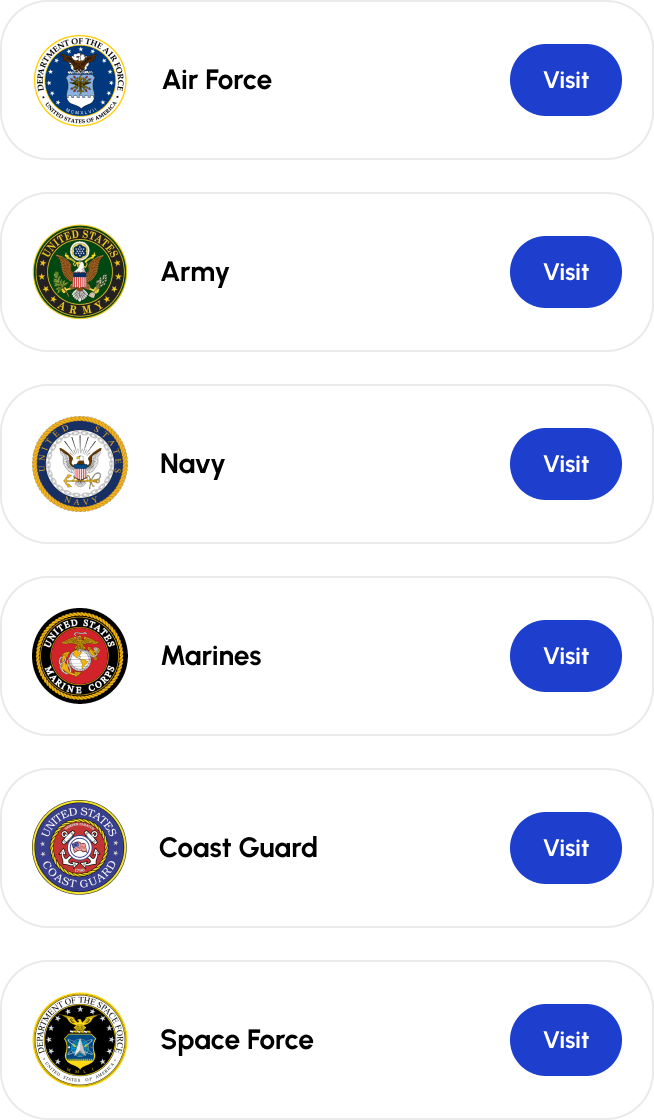 DEPARTMENT OF THE AIR FORCE
MCMXLVII
UNITED STATES OF AMERICA
Air Force
Visit
UNITED STATES
ARMY
Army
Visit
UNITED STATES
NAVY
Navy
Visit
UNITED STATES
MARINE CORPS
Marines
Visit
UNITED STATES
1790
COAST GUARD
Coast Guard
Visit
DEPARTMENT OF THE SPACE FORCE
UNITED STATES OF AMERICA
Space Force
Visit